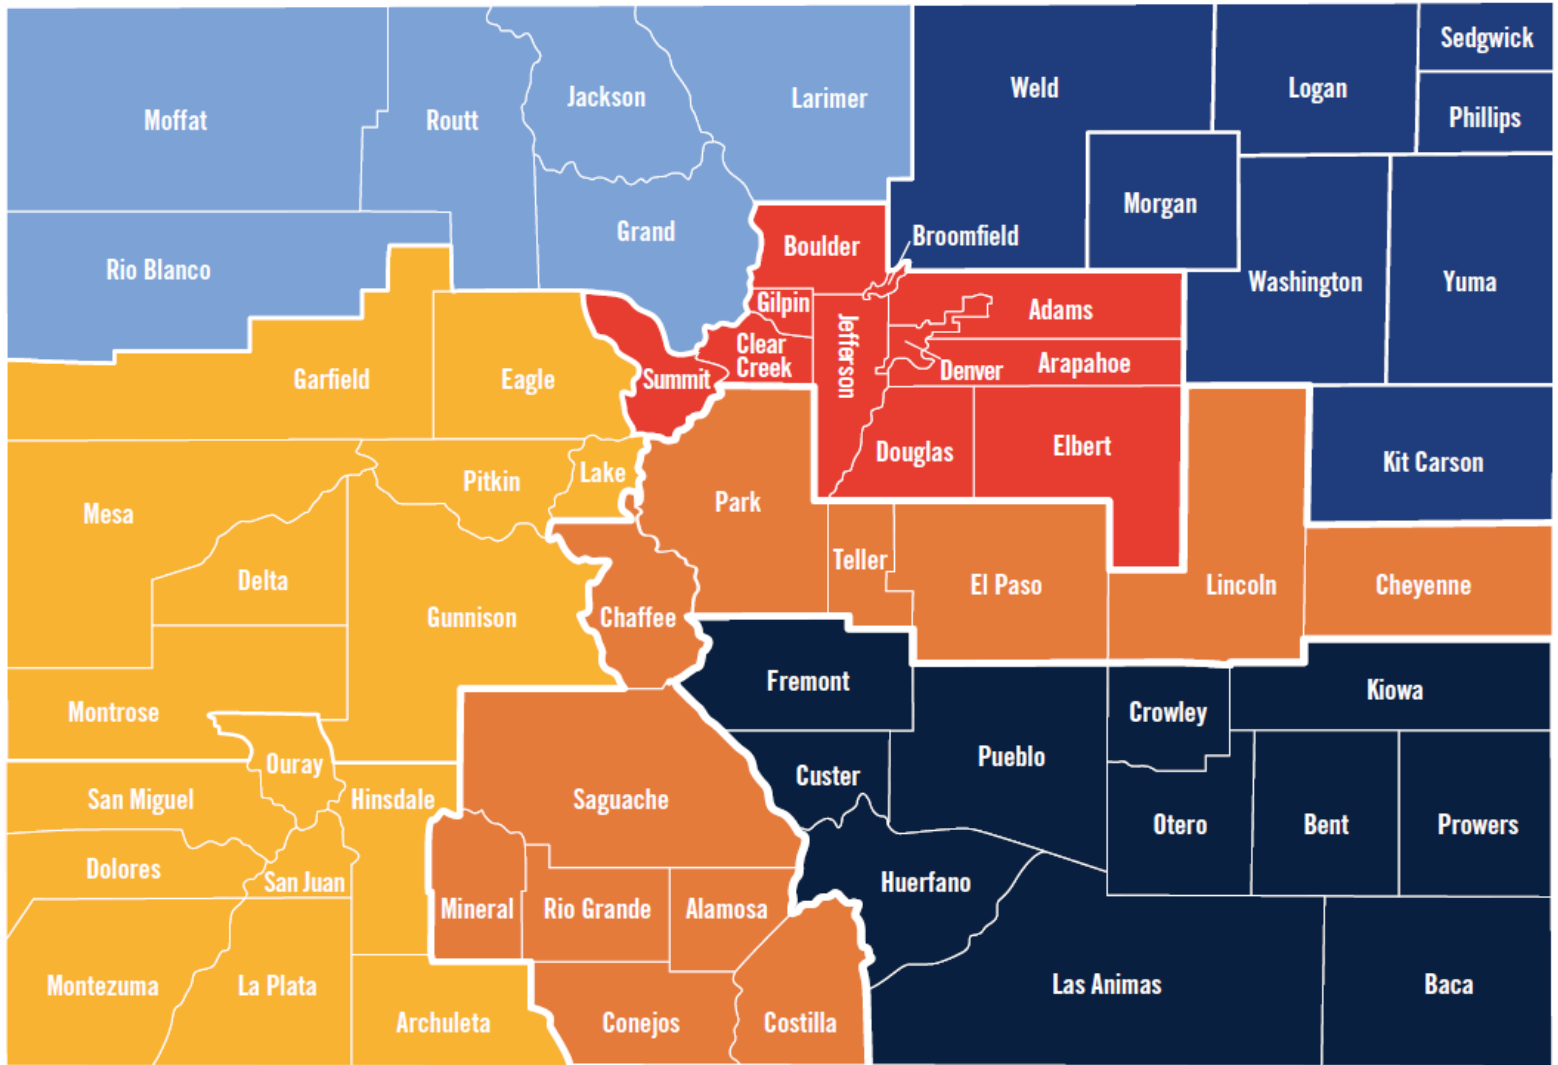 Sedgwick
Weld
Logan
Jackson
Larimer
Moffat
Routt
Phillips
Morgan
Grand
Broomfield
Boulder
Rio Blanco
Washington
Yuma
Gilpin
Adams
Jefferson
Clear
Creek
Arapahoe
Denver
Garfield
Eagle
Summit
Douglas
Elbert
Kit Carson
Lake
Pitkin
Park
Mesa
Teller
Delta
El Paso
Lincoln
Cheyenne
Gunnison
Chaffee
Fremont
Kiowa
Montrose
Crowley
Pueblo
Ouray
Custer
San Miguel
Hinsdale
Saguache
Otero
Bent
Prowers
Dolores
San Juan
Huerfano
Mineral
Rio Grande
Alamosa
Montezuma
La Plata
Las Animas
Baca
Archuleta
Conejos
Costilla